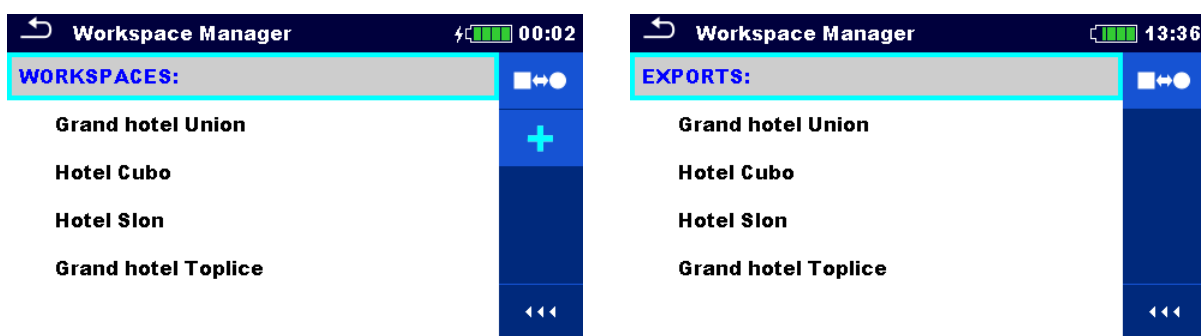 Workspace Manager 00:02
WORKSPACES:
Grand hotel Union
Hotel Cubo
Hotel Slon
Grand hotel Toplice
Workspace Manager 13:36
EXPORTS:
Grand hotel Union
Hotel Cubo
Hotel Slon
Grand hotel Toplice